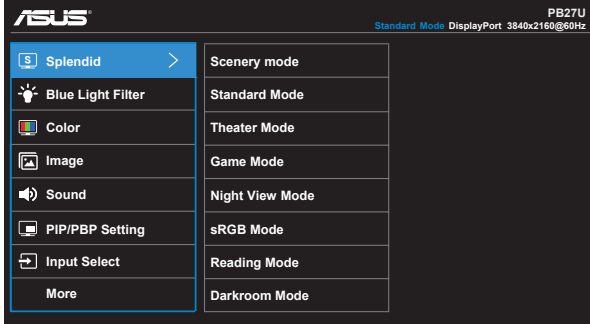 ASUS
PB27U
Standard Mode DisplayPort 3840x2160@60Hz
S Splendid
Blue Light Filter
Color
Image
Sound
PIP/PBP Setting
Input Select
More
Scenery mode
Standard Mode
Theater Mode
Game Mode
Night View Mode
sRGB Mode
Reading Mode
Darkroom Mode